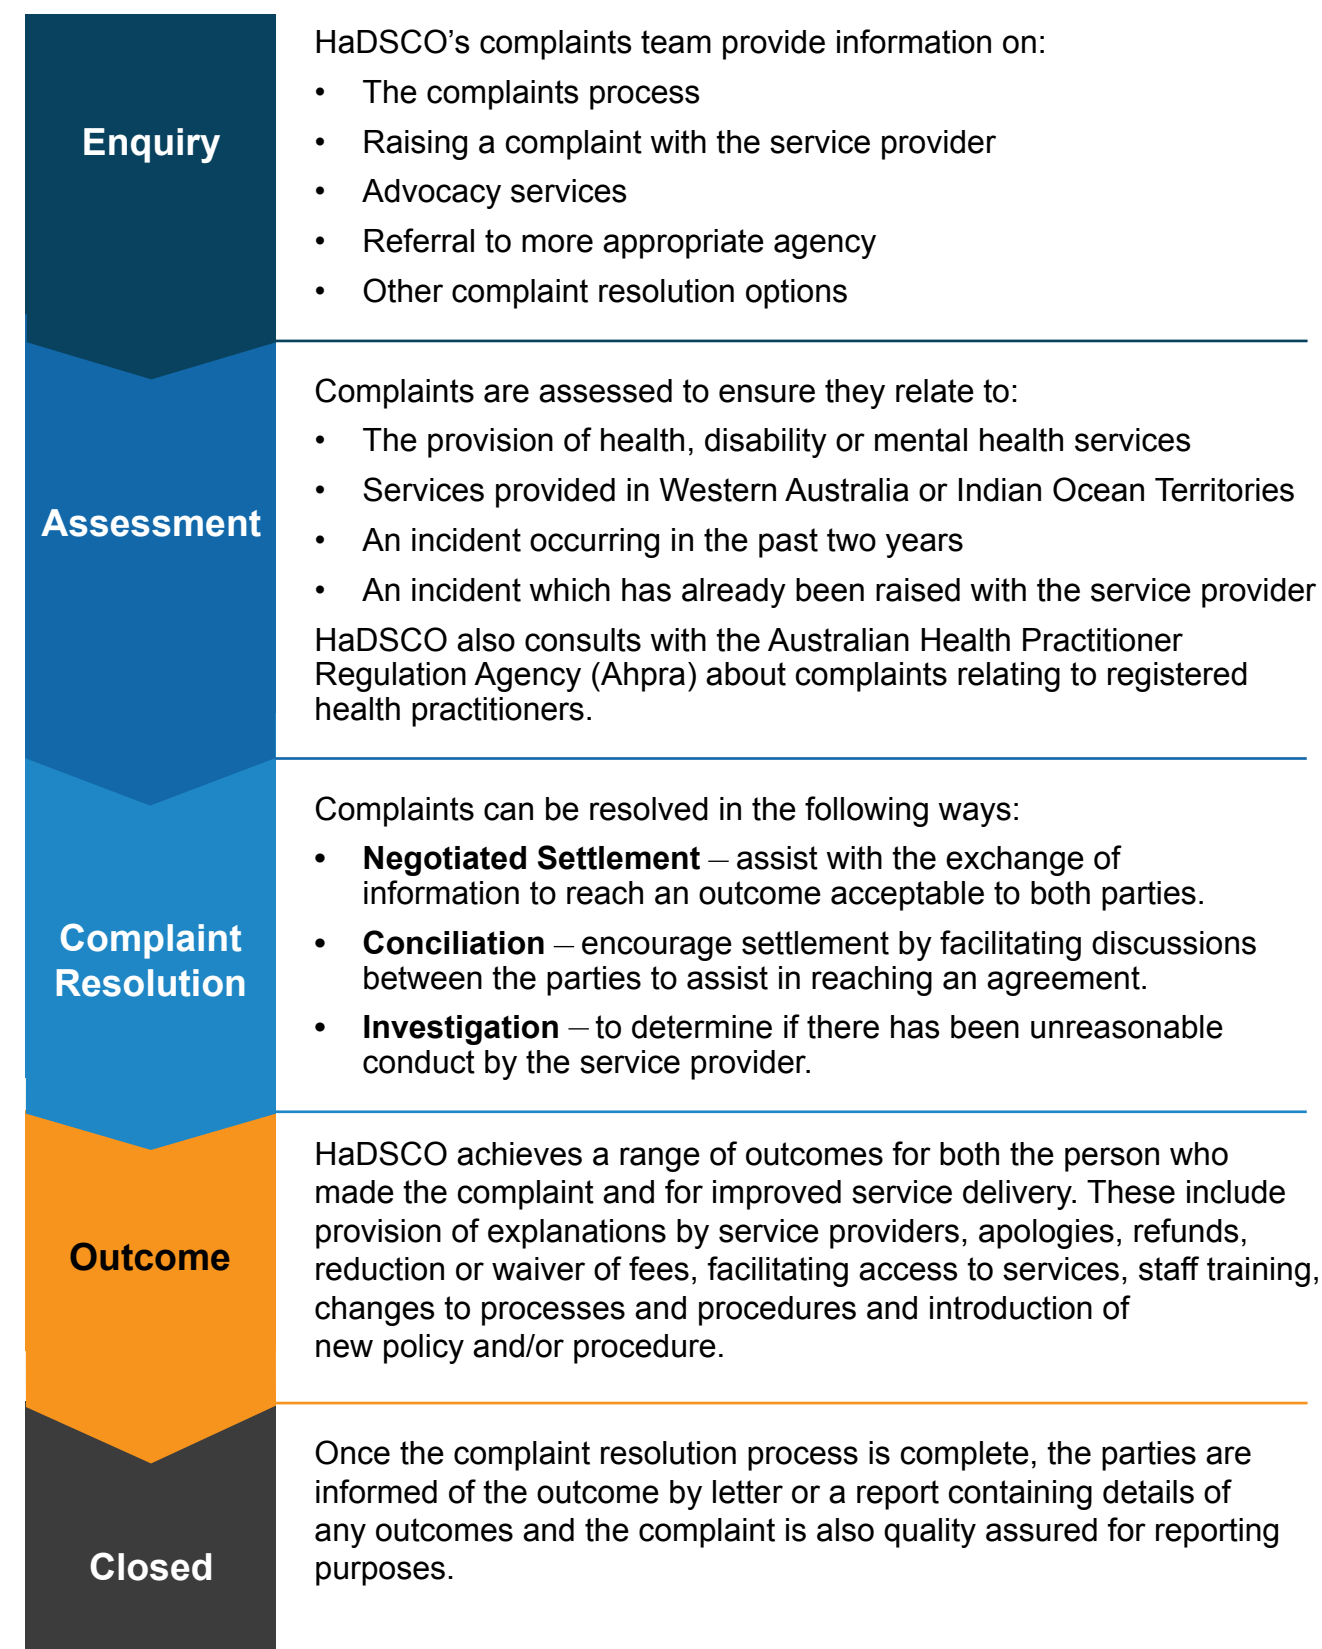 Enquiry
HaDSCO’s complaints team provide information on:
• The complaints process
• Raising a complaint with the service provider
• Advocacy services
• Referral to more appropriate agency
• Other complaint resolution options
Assessment
Complaints are assessed to ensure they relate to:
• The provision of health, disability or mental health services
• Services provided in Western Australia or Indian Ocean Territories
• An incident occurring in the past two years
• An incident which has already been raised with the service provider
HaDSCO also consults with the Australian Health Practitioner
Regulation Agency (Ahpra) about complaints relating to registered
health practitioners.
Complaint
Resolution
Complaints can be resolved in the following ways:
• Negotiated Settlement – assist with the exchange of
information to reach an outcome acceptable to both parties.
• Conciliation – encourage settlement by facilitating discussions
between the parties to assist in reaching an agreement.
• Investigation – to determine if there has been unreasonable
conduct by the service provider.
Outcome
HaDSCO achieves a range of outcomes for both the person who
made the complaint and for improved service delivery. These include
provision of explanations by service providers, apologies, refunds,
reduction or waiver of fees, facilitating access to services, staff training,
changes to processes and procedures and introduction of
new policy and/or procedure.
Closed
Once the complaint resolution process is complete, the parties are
informed of the outcome by letter or a report containing details of
any outcomes and the complaint is also quality assured for reporting
purposes.